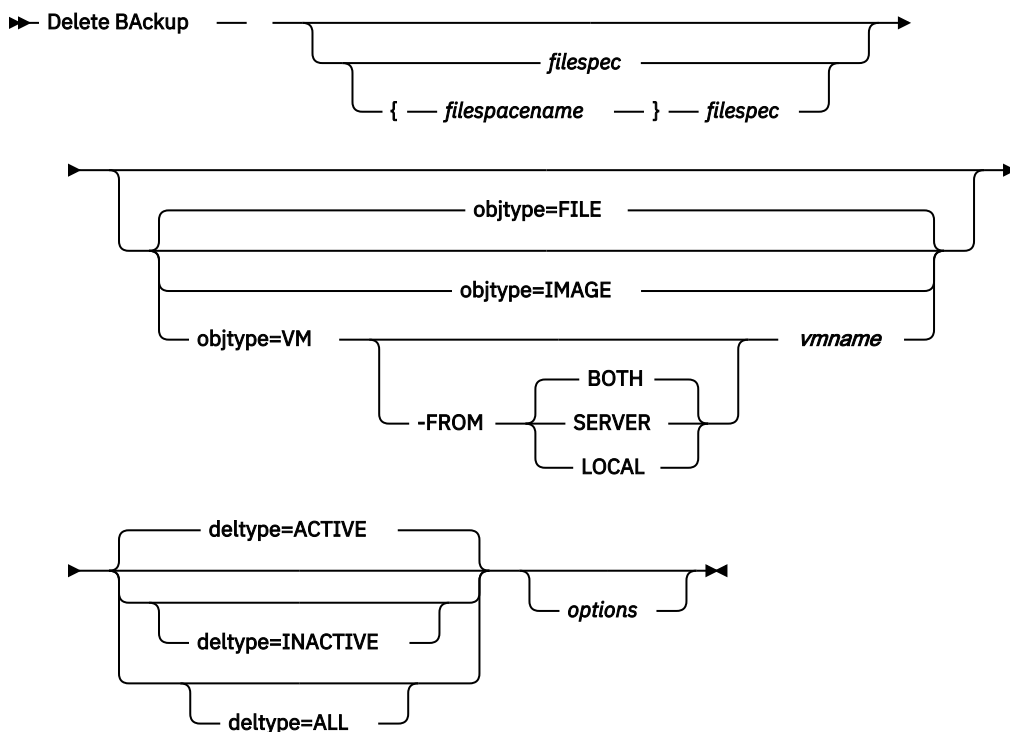 Delete BAckup
filespec
{ filespacename } filespec
objtype=FILE
objtype=IMAGE
objtype=VM vmname
BOTH
-FROM SERVER
LOCAL
deltype=ACTIVE
options
deltype=INACTIVE
deltype=ALL